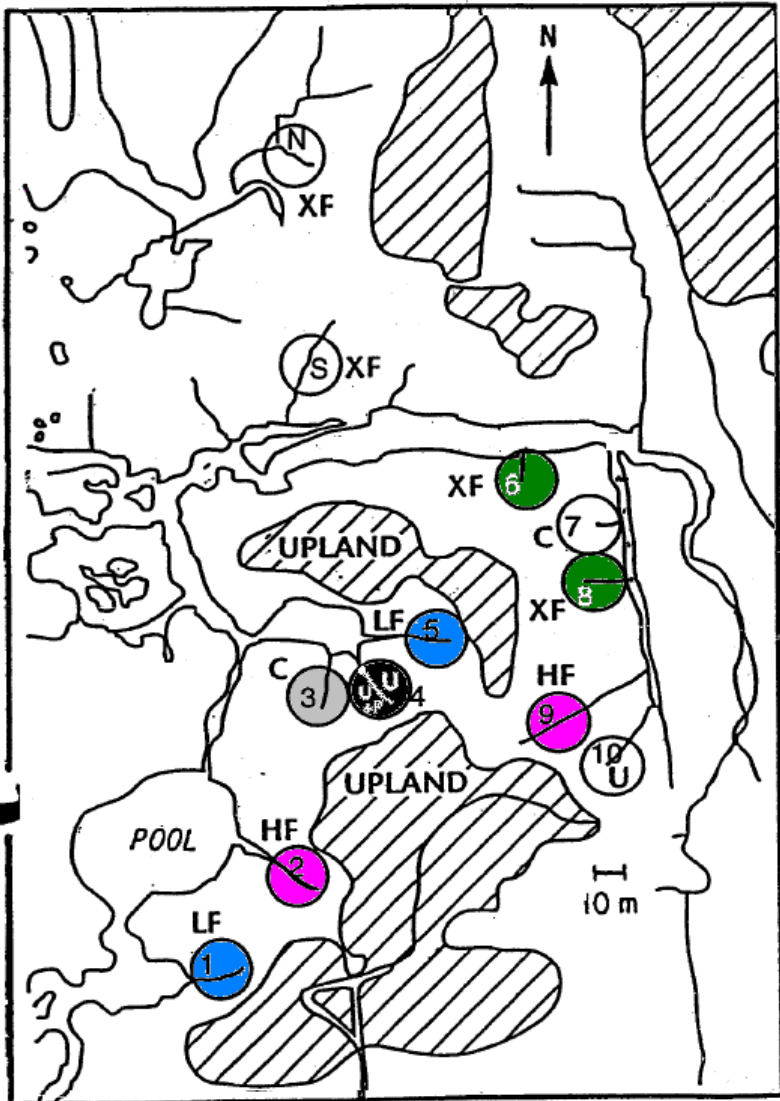 N
N
XF
S XF
XF 6
C 7
UPLAND
XF 8
LF 5
C 3
U U
+P 4
HF
9
10
U
UPLAND
POOL
HF
2
10 m
LF
1